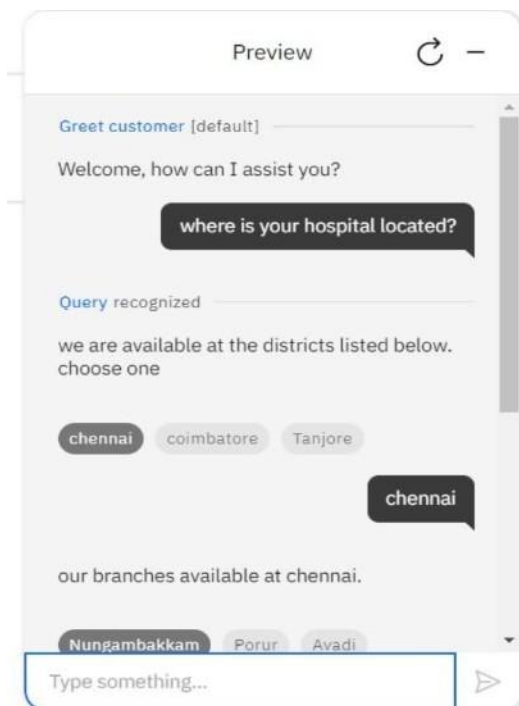 Preview
Greet customer [default]
Welcome, how can I assist you?
where is your hospital located?
Query recognized
we are available at the districts listed below.
choose one
chennai coimbatore Tanjore
chennai
our branches available at chennai.
Nungambakkam Porur Avadi
Type something...